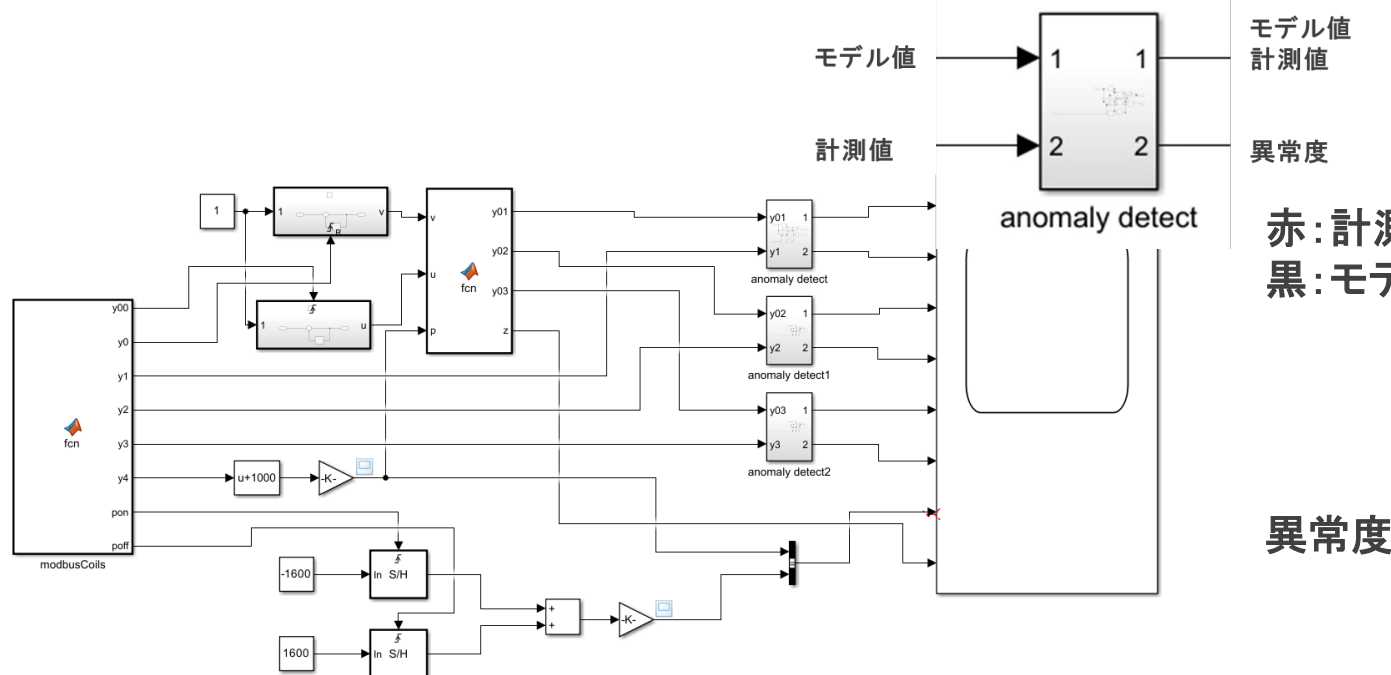 モデル値
計測値
1
2
1
2
anomaly detect
モデル値
計測値
異常度
赤:計
黒:モデ
異常度
1
1
v
R
1
u
v
u
p
fcn
y01
y02
y03
z
y01
y1
1
2
anomaly detect
y02
y2
1
2
anomaly detect1
y03
y3
1
2
anomaly detect2
fcn
y00
y0
y1
y2
y3
y4
pon
poff
modbusCoils
u+1000
-K-
-1600
In S/H
1600
In S/H
+
+
-K-